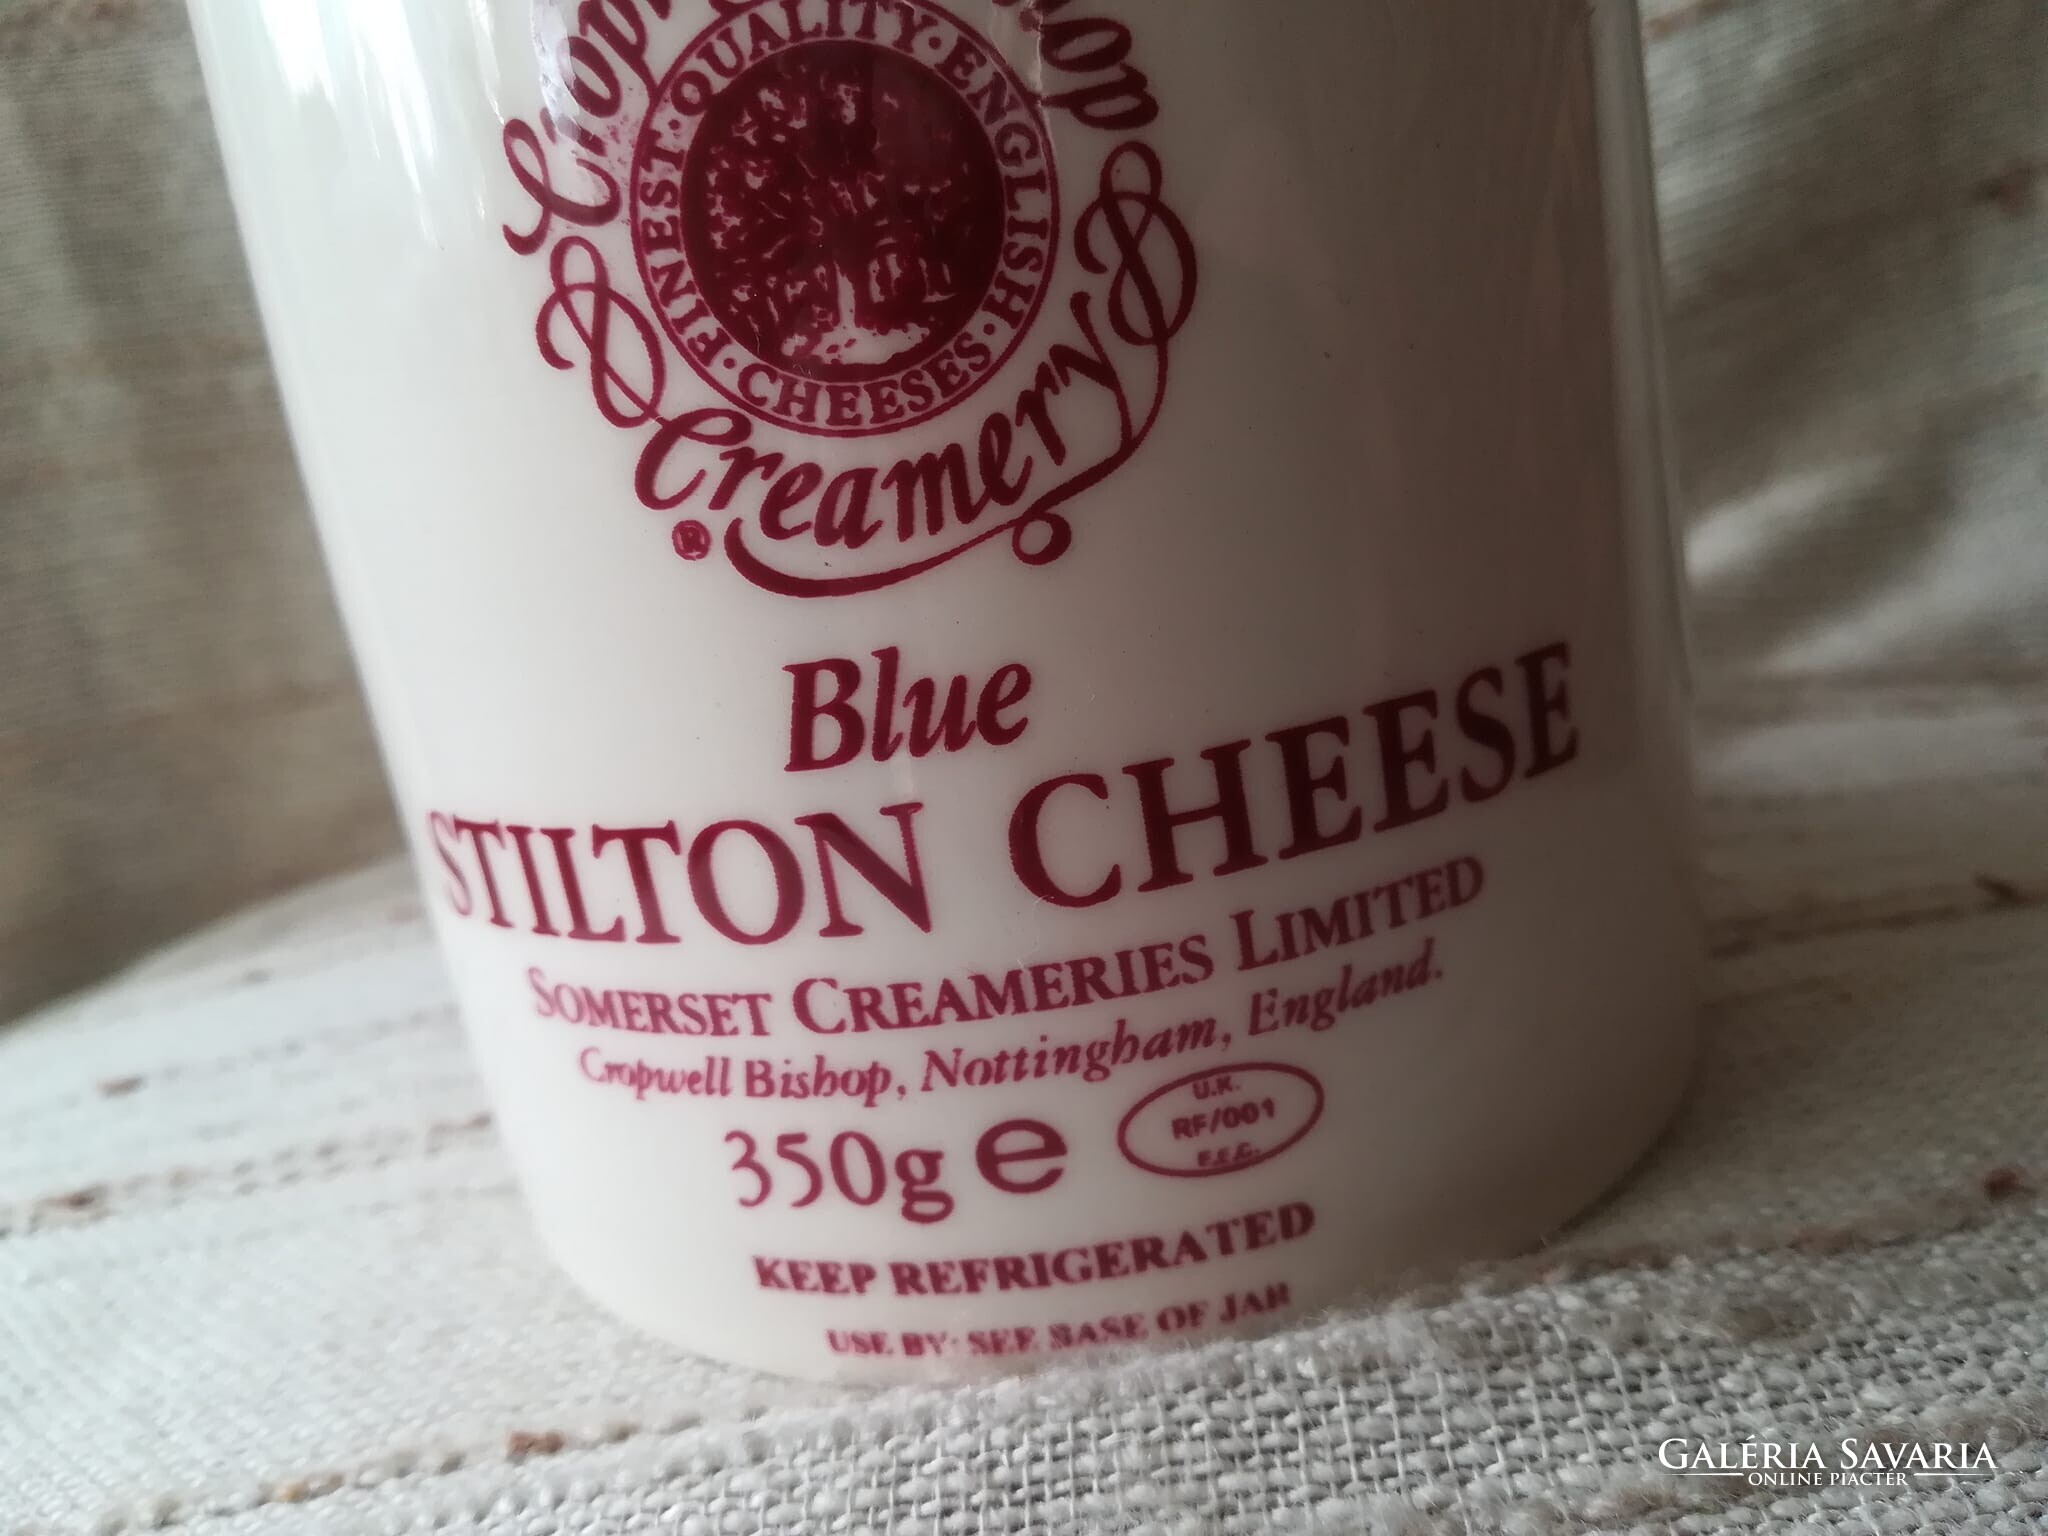 FINEST · QUALITY · ENGLISH · CHEESES ·
Creamery
®
Blue
STILTON CHEESE
SOMERSET CREAMERIES LIMITED
Cropwell Bishop, Nottingham, England.
350g e
U.K.
RF/001
E.E.C.
KEEP REFRIGERATED
USE BY: SEE BASE OF JAR
GALÉRIA SAVARIA
ONLINE PIACTÉR